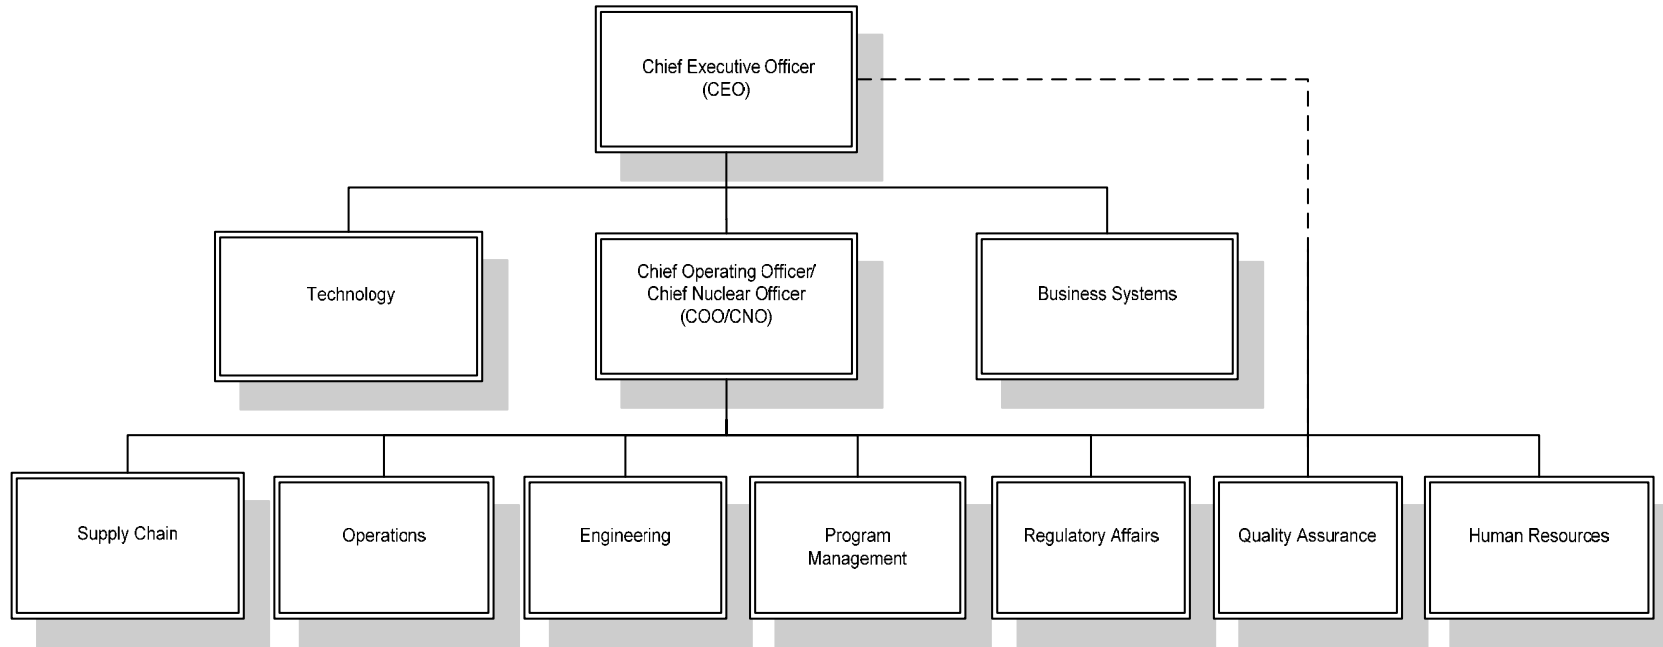 Chief Executive Officer
(CEO)
Technology
Chief Operating Officer/
Chief Nuclear Officer
(COO/CNO)
Business Systems
Supply Chain
Operations
Engineering
Program
Management
Regulatory Affairs
Quality Assurance
Human Resources